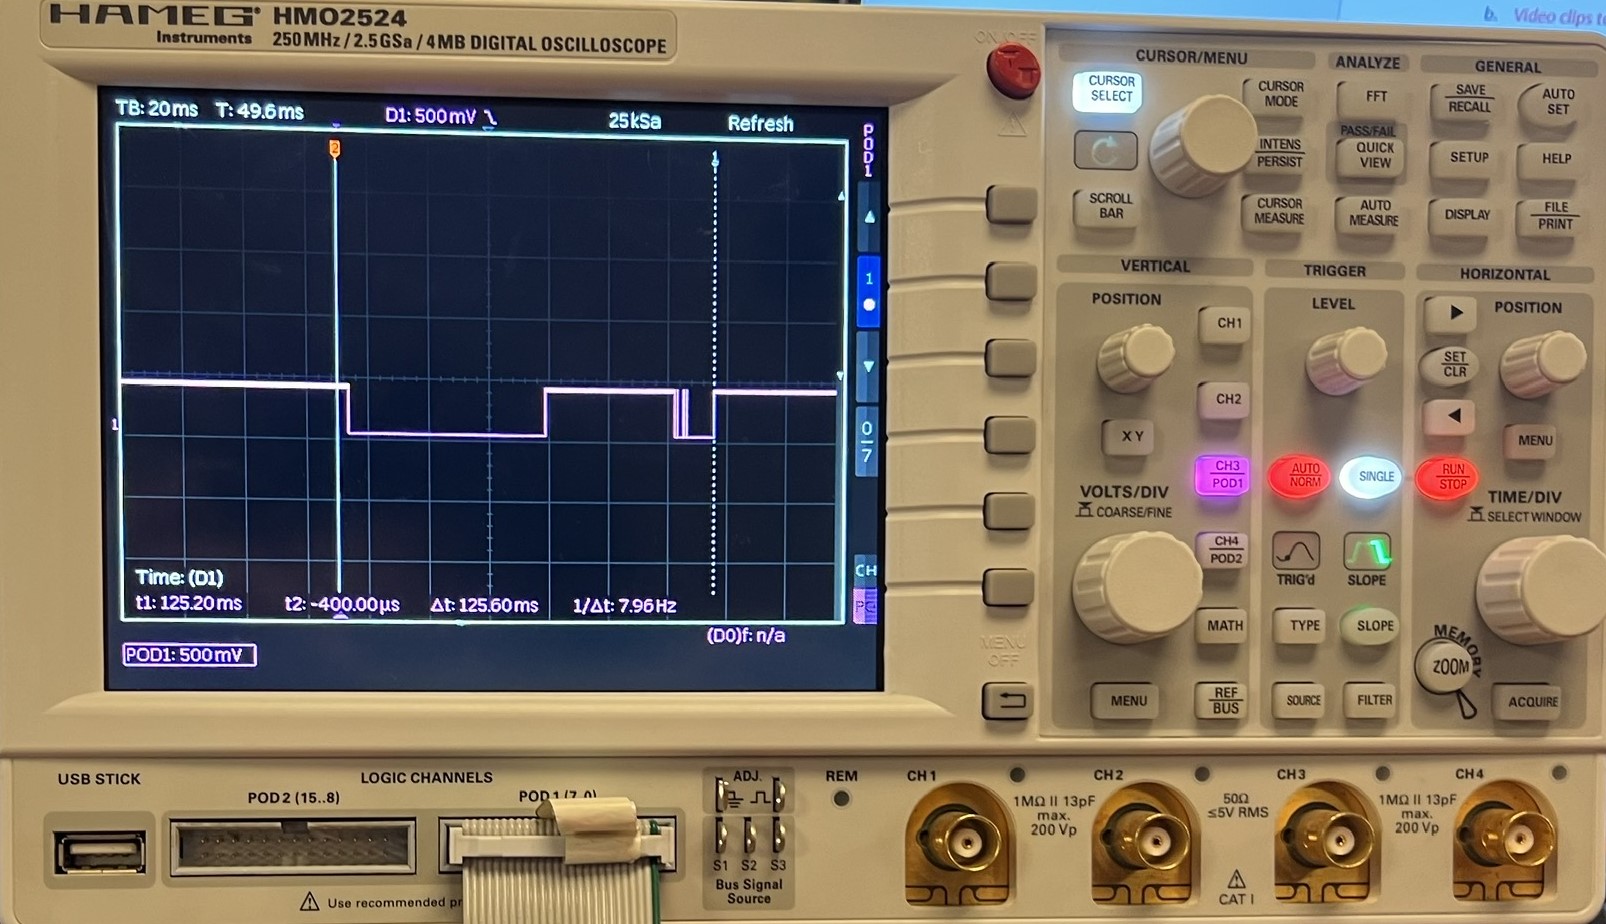 HAMEG®
Instruments
HMO2524
250MHz / 2.5GSa / 4MB DIGITAL OSCILLOSCOPE
b. Video clips t
ON/OFF
TB: 20ms T: 49.6ms D1: 500mV 25kSa Refresh
POD1
2
1
1
1
0/7
CH
Time: (D1)
t1: 125.20ms t2: -400.00µs Δt: 125.60ms 1/Δt: 7.96Hz
(D0)f: n/a
POD1: 500mV
MENU
OFF
CURSOR/MENU
CURSOR
SELECT
CURSOR
MODE
INTENS
PERSIST
SCROLL
BAR
CURSOR
MEASURE
ANALYZE
FFT
PASS/FAIL
QUICK
VIEW
AUTO
MEASURE
GENERAL
SAVE
RECALL
AUTO
SET
SETUP
HELP
DISPLAY
FILE
PRINT
VERTICAL
POSITION
CH1
CH2
X Y
CH3
POD1
VOLTS/DIV
COARSE/FINE
CH4
POD2
MATH
MENU
REF
BUS
TRIGGER
LEVEL
AUTO
NORM
SINGLE
TRIG'd
SLOPE
TYPE
SLOPE
SOURCE
FILTER
HORIZONTAL
POSITION
SET
CLR
MENU
RUN
STOP
TIME/DIV
SELECT WINDOW
MEMORY
ZOOM
ACQUIRE
USB STICK
LOGIC CHANNELS
POD 2 (15..8)
POD 1 (7..0)
Use recommended pr
ADJ.
S1 S2 S3
Bus Signal
Source
REM
CH 1
1MΩ II 13pF
max.
200 Vp
CH 2
50Ω
≤5V RMS
CAT I
CH 3
1MΩ II 13pF
max.
200 Vp
CH 4